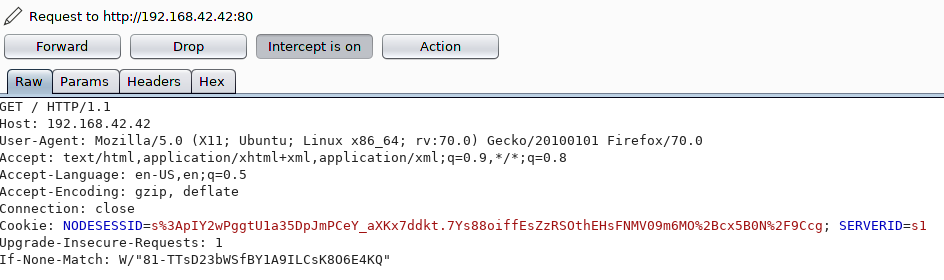 Request to http://192.168.42.42:80
Forward Drop Intercept is on Action
Raw Params Headers Hex
GET / HTTP/1.1
Host: 192.168.42.42
User-Agent: Mozilla/5.0 (X11; Ubuntu; Linux x86_64; rv:70.0) Gecko/20100101 Firefox/70.0
Accept: text/html,application/xhtml+xml,application/xml;q=0.9,*/*;q=0.8
Accept-Language: en-US,en;q=0.5
Accept-Encoding: gzip, deflate
Connection: close
Cookie: NODESESSID=s%3ApIY2wPggtU1a35DpJmPCeY_aXKx7ddkt.7Ys88oiffEsZzRSOthEHsFNMV09m6MO%2Bcx5B0N%2F9Ccg; SERVERID=s1
Upgrade-Insecure-Requests: 1
If-None-Match: W/"81-TTsD23bWSfBY1A9ILCsK8O6E4KQ"